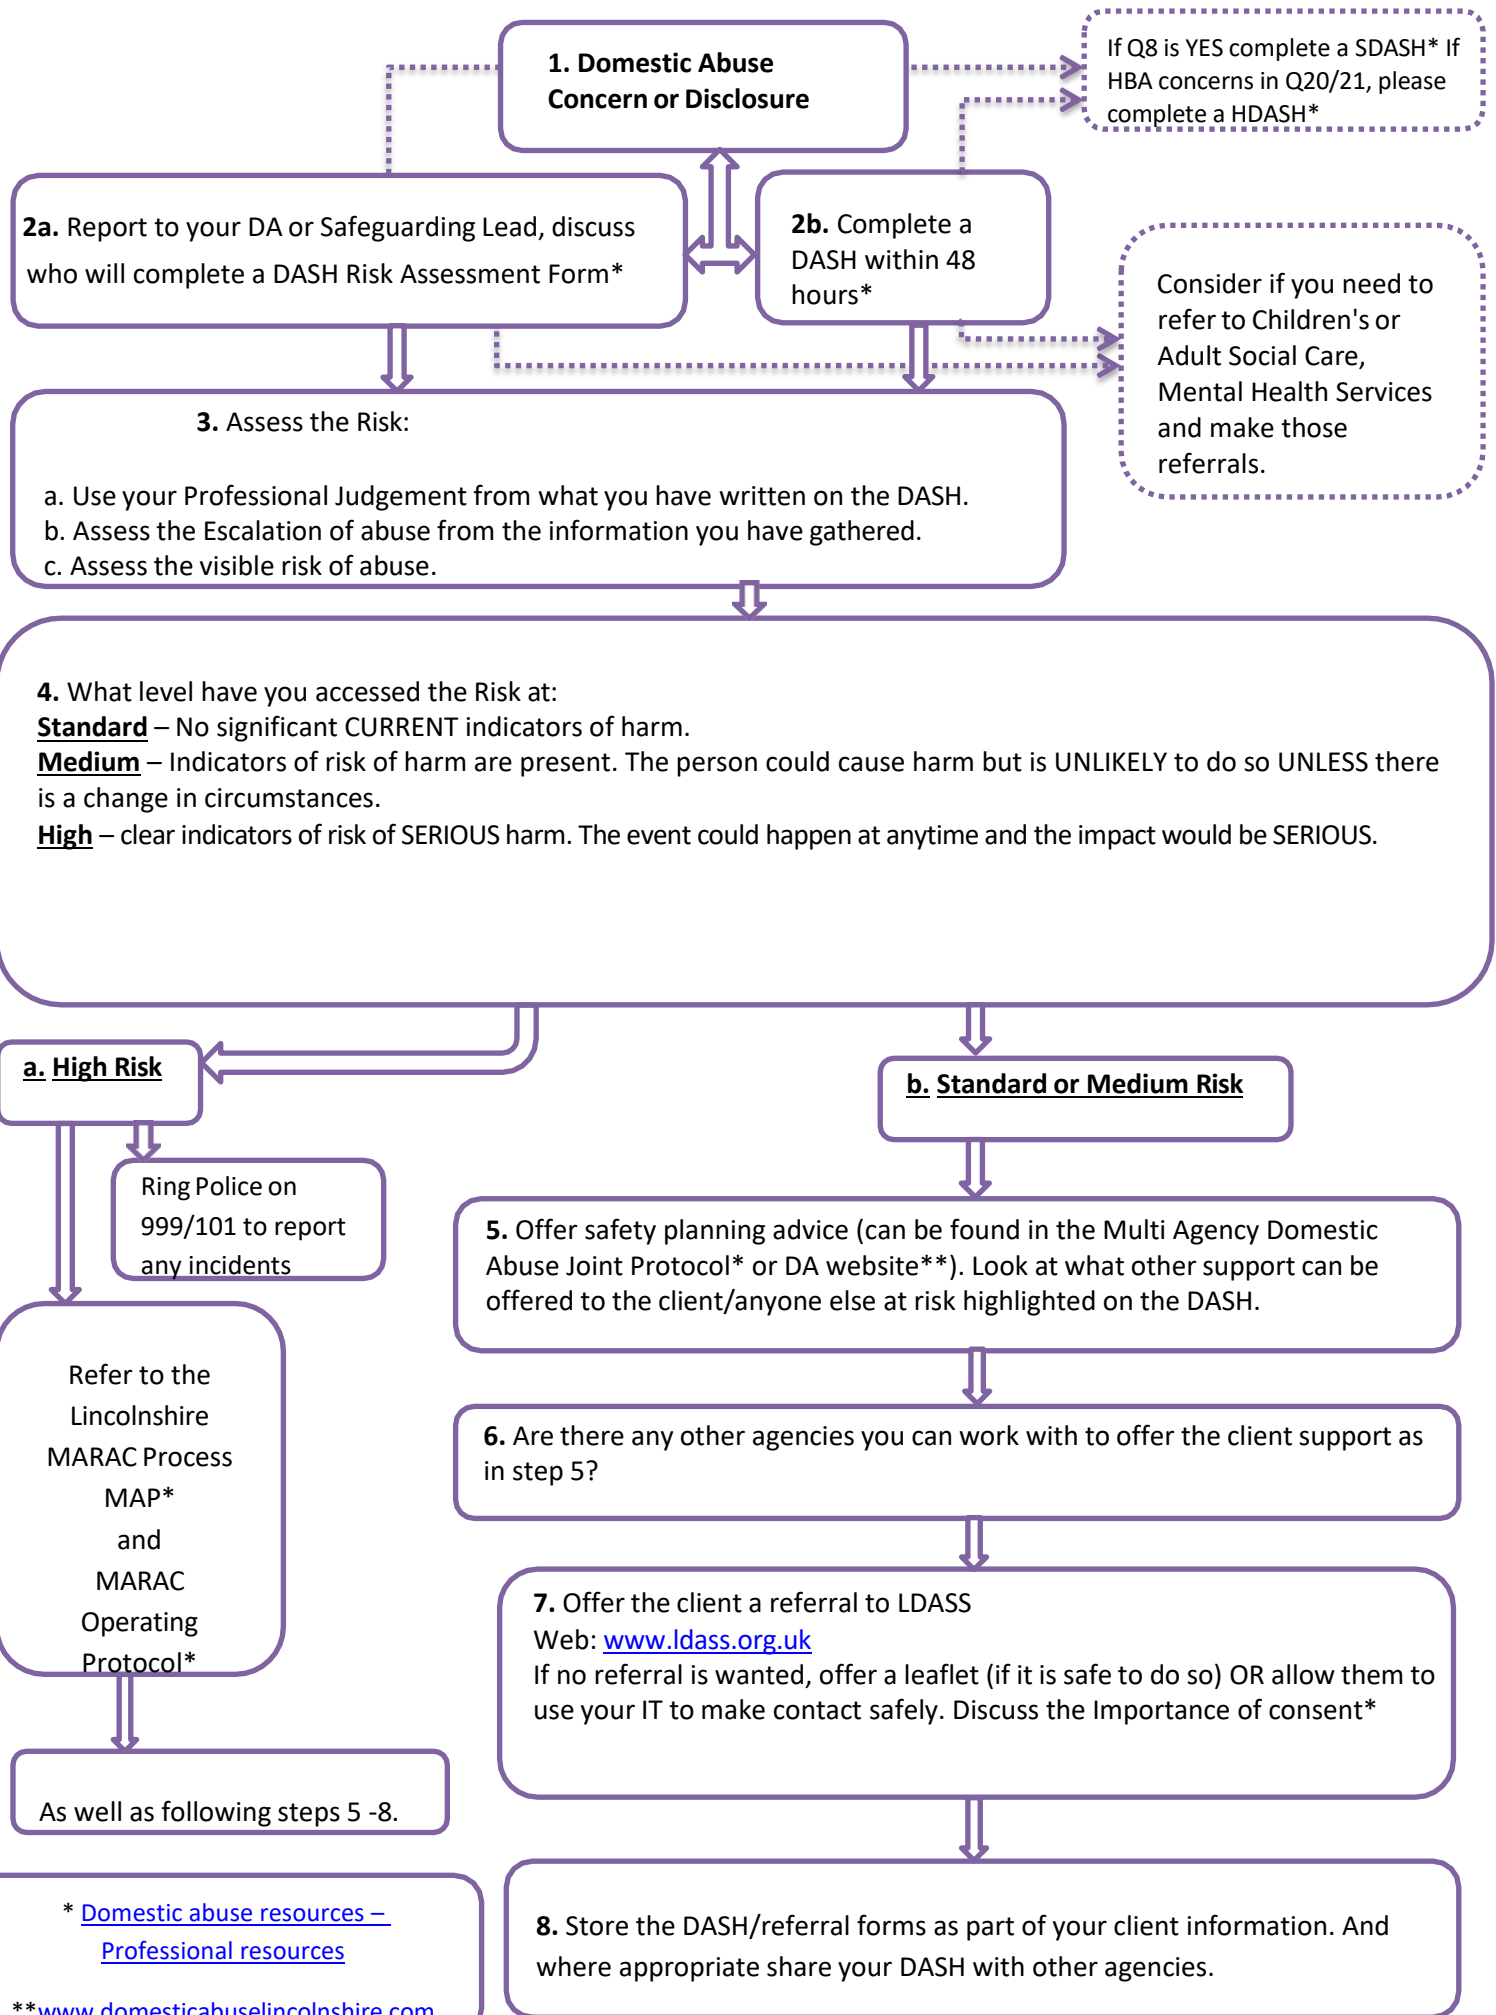 1. Domestic Abuse
Concern or Disclosure
If Q8 is YES complete a SDASH* If
HBA concerns in Q20/21, please
complete a HDASH*
2a. Report to your DA or Safeguarding Lead, discuss
who will complete a DASH Risk Assessment Form*
2b. Complete a
DASH within 48
hours*
Consider if you need to
refer to Children's or
Adult Social Care,
Mental Health Services
and make those
referrals.
3. Assess the Risk:
a. Use your Professional Judgement from what you have written on the DASH.
b. Assess the Escalation of abuse from the information you have gathered.
c. Assess the visible risk of abuse.
4. What level have you accessed the Risk at:
Standard – No significant CURRENT indicators of harm.
Medium – Indicators of risk of harm are present. The person could cause harm but is UNLIKELY to do so UNLESS there
is a change in circumstances.
High – clear indicators of risk of SERIOUS harm. The event could happen at anytime and the impact would be SERIOUS.
a. High Risk
b. Standard or Medium Risk
Ring Police on
999/101 to report
any incidents
Refer to the
Lincolnshire
MARAC Process
MAP*
and
MARAC
Operating
Protocol*
As well as following steps 5 -8.
5. Offer safety planning advice (can be found in the Multi Agency Domestic
Abuse Joint Protocol* or DA website**). Look at what other support can be
offered to the client/anyone else at risk highlighted on the DASH.
6. Are there any other agencies you can work with to offer the client support as
in step 5?
7. Offer the client a referral to LDASS
Web: www.ldass.org.uk
If no referral is wanted, offer a leaflet (if it is safe to do so) OR allow them to
use your IT to make contact safely. Discuss the Importance of consent*
8. Store the DASH/referral forms as part of your client information. And
where appropriate share your DASH with other agencies.
* Domestic abuse resources –
Professional resources
**www.domesticabuselincolnshire.com